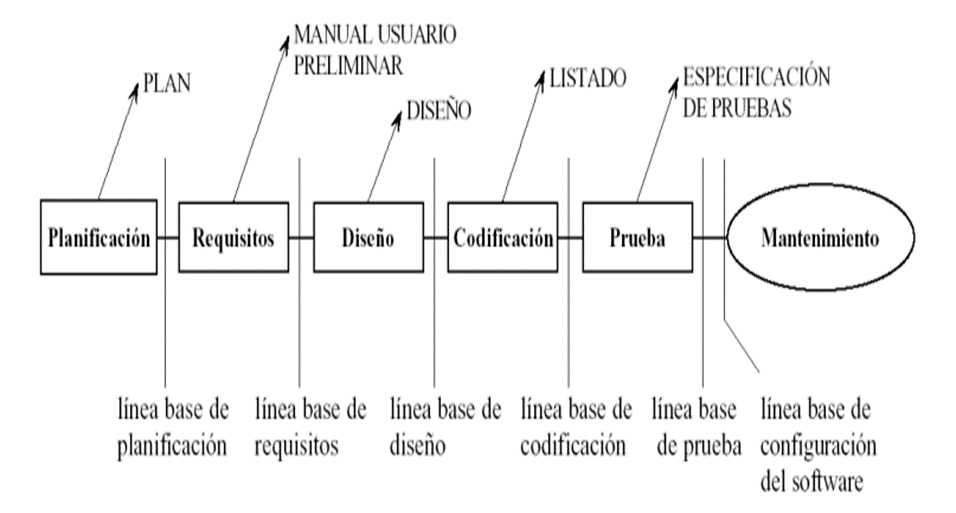 MANUAL USUARIO
PRELIMINAR
PLAN
DISEÑO
LISTADO
ESPECIFICACIÓN
DE PRUEBAS
Planificación
Requisitos
Diseño
Codificación
Prueba
Mantenimiento
línea base de
planificación
línea base de
requisitos
línea base de
diseño
línea base de
codificación
línea base
de prueba
línea base de
configuración
del software